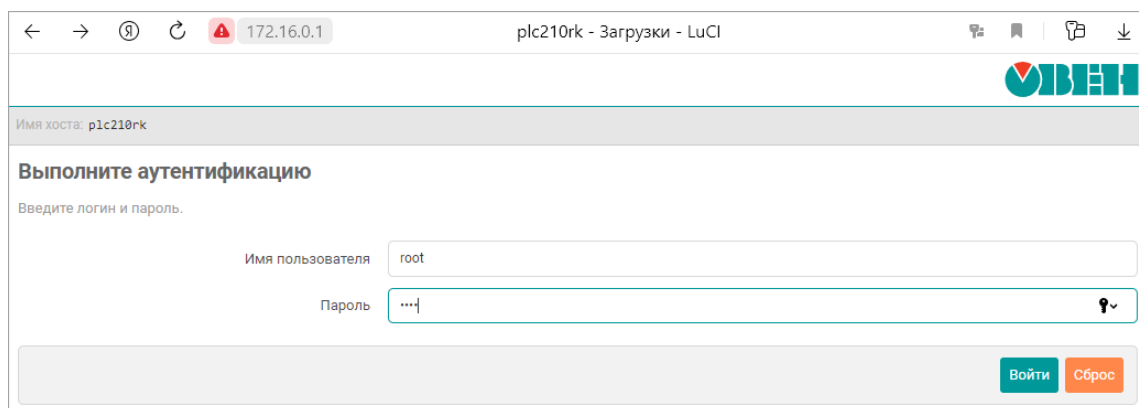 172.16.0.1 plc210rk - Загрузки - LuCI
ОВЕН
Имя хоста: plc210rk
Выполните аутентификацию
Введите логин и пароль.
Имя пользователя root
Пароль ••••
Войти Сброс